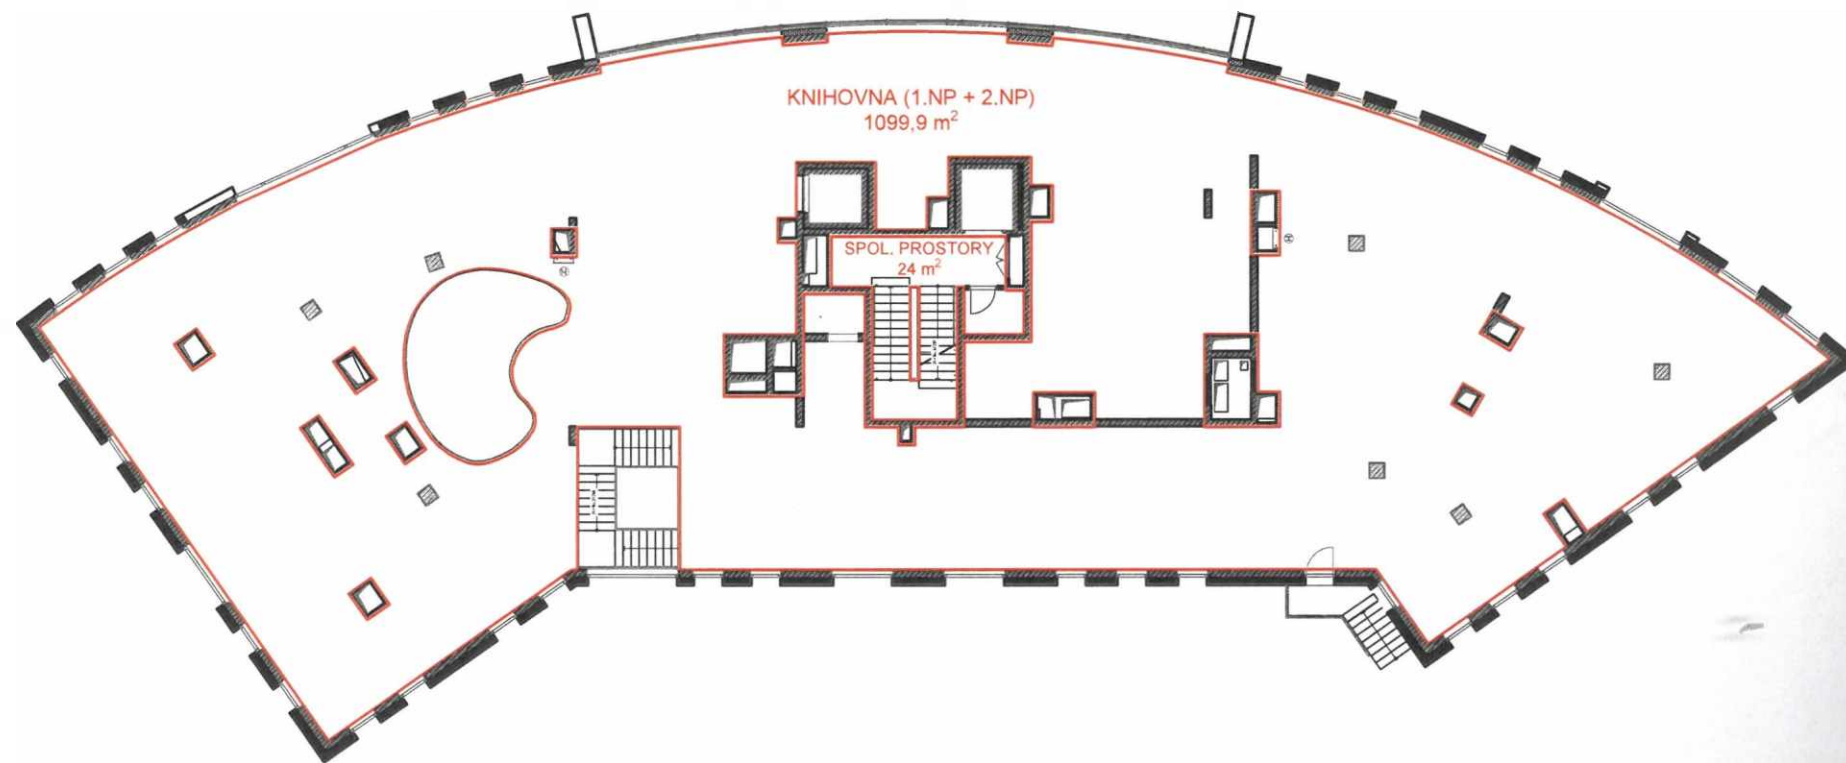 KNIHOVNA (1.NP + 2.NP)
1099,9 m²
SPOL. PROSTORY
24 m²